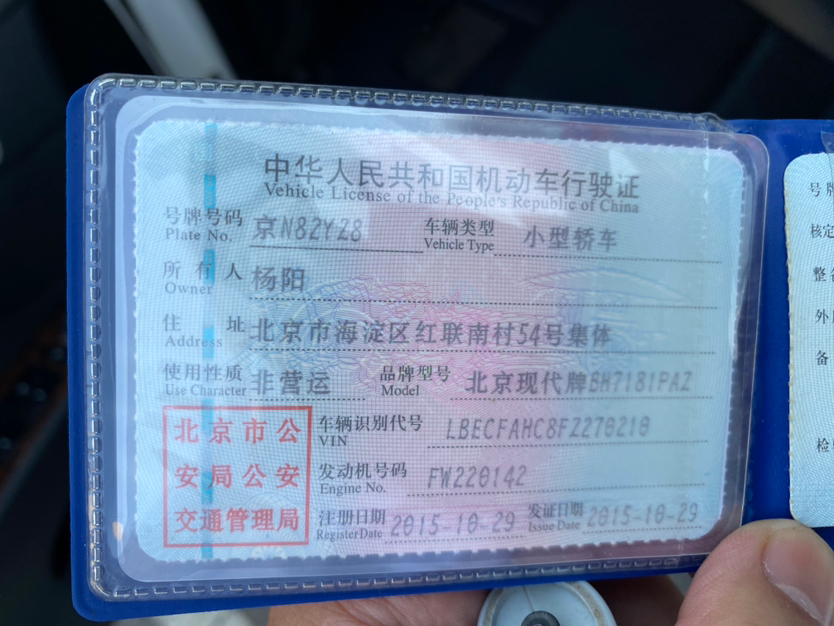 中华人民共和国机动车行驶证
Vehicle License of the People's Republic of China
号牌号码 京N82YZ8 车辆类型 小型轿车
Plate No. Vehicle Type
所有人 杨阳
Owner
住址 北京市海淀区红联南村54号集体
Address
使用性质 非营运 品牌型号 北京现代牌BH7181PAZ
Use Character Model
北京市公安局公安交通管理局
车辆识别代号 LBECFAHC8FZ270210
VIN
发动机号码 FW220142
Engine No.
注册日期 2015-10-29 发证日期 2015-10-29
Register Date Issue Date
号牌
核定
整备
外
备
检